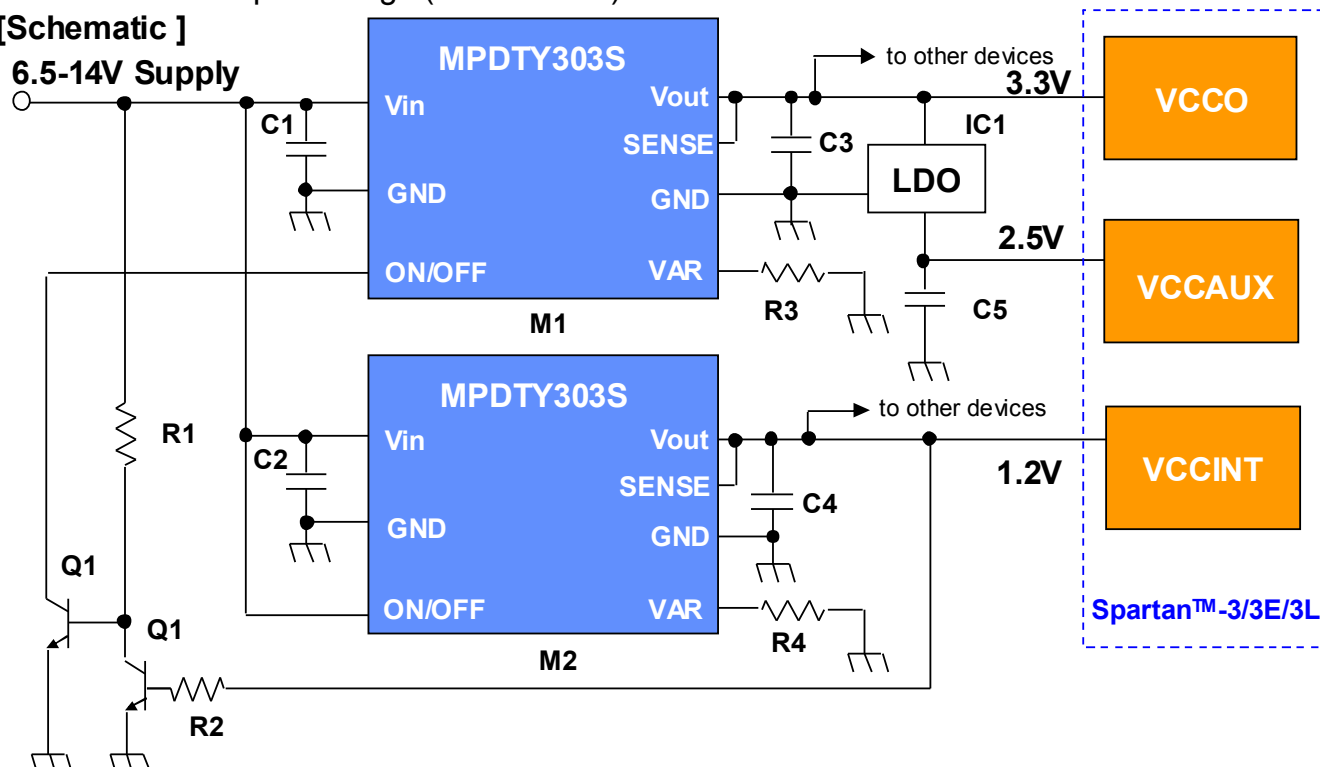 [Schematic ]
6.5-14V Supply
MPDTY303S
Vin
GND
ON/OFF
Vout
SENSE
GND
VAR
M1
C1
C3
to other devices
3.3V
IC1
LDO
2.5V
C5
R3
VCCO
VCCAUX
VCCINT
Spartan™-3/3E/3L
MPDTY303S
Vin
GND
ON/OFF
Vout
SENSE
GND
VAR
M2
C2
C4
to other devices
1.2V
R4
R1
Q1
Q1
R2